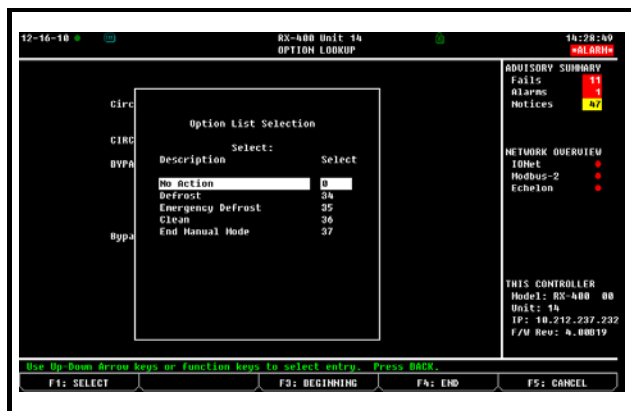 12-16-10 RX-400 Unit 14 14:28:49
OPTION LOOKUP *ALARM*
ADVISORY SUMMARY
Fails 11
Alarms 1
Notices 47
Circ
Option List Selection
CIRC
Select:
BYPA
Description Select
No Action 0
Defrost 34
Emergency Defrost 35
Clean 36
End Manual Mode 37
Bypa
NETWORK OVERVIEW
IONet
Modbus-2
Echelon
THIS CONTROLLER
Model: RX-400 00
Unit: 14
IP: 10.212.237.232
F/W Rev: 4.00B19
Use Up-Down Arrow keys or function keys to select entry. Press BACK.
F1: SELECT F3: BEGINNING F4: END F5: CANCEL